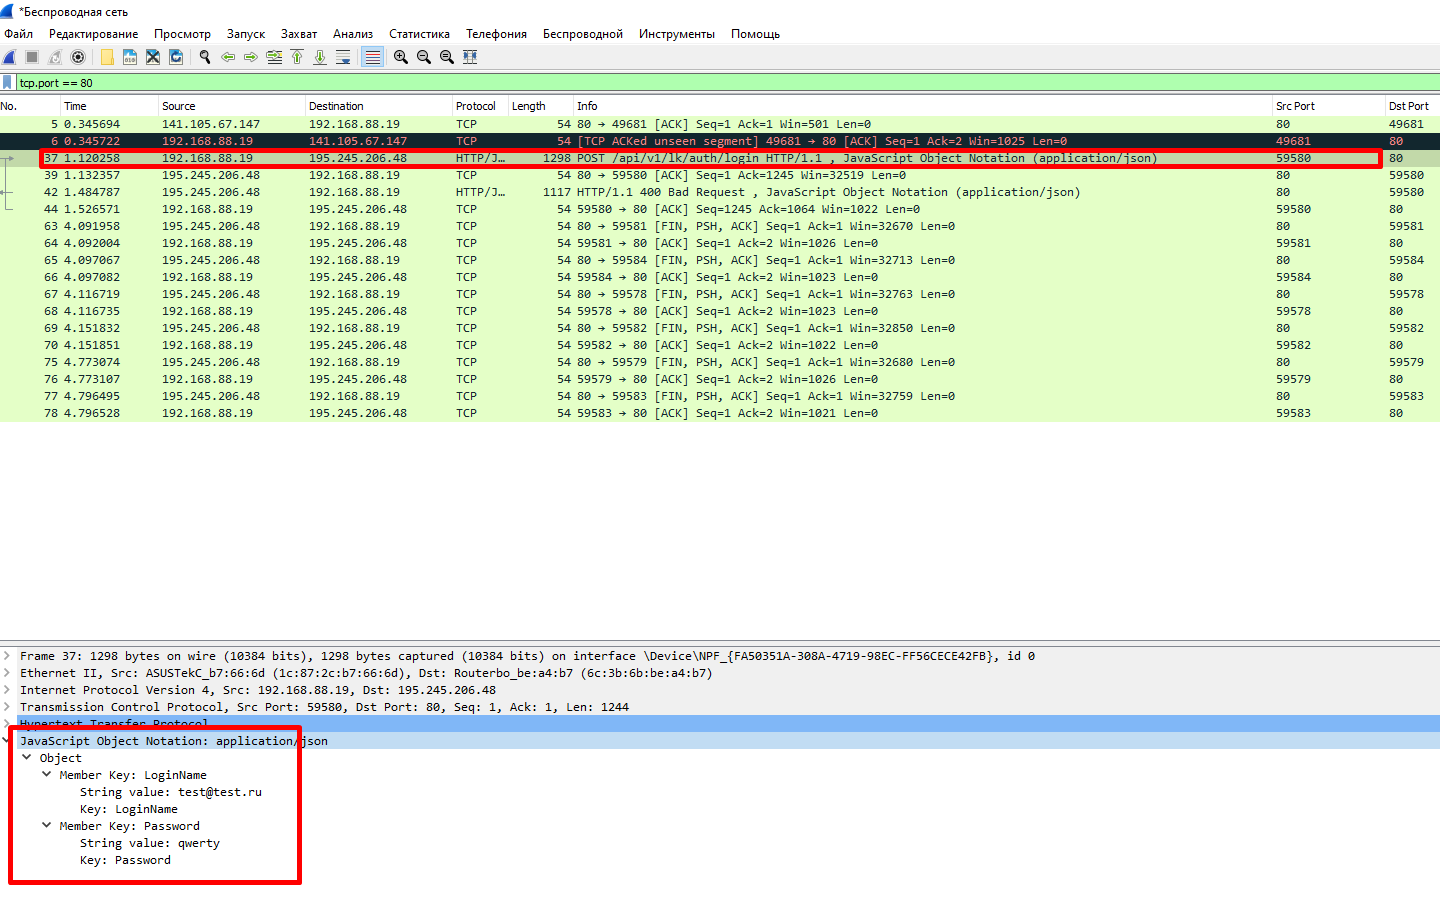 *Беспроводная сеть
Файл Редактирование Просмотр Запуск Захват Анализ Статистика Телефония Беспроводной Инструменты Помощь
tcp.port == 80
No. Time Source Destination Protocol Length Info Src Port Dst Port
5 0.345694 141.105.67.147 192.168.88.19 TCP 54 80 → 49681 [ACK] Seq=1 Ack=1 Win=501 Len=0 80 49681
6 0.345722 192.168.88.19 141.105.67.147 TCP 54 [TCP ACKed unseen segment] 49681 → 80 [ACK] Seq=1 Ack=2 Win=1025 Len=0 49681 80
37 1.120258 192.168.88.19 195.245.206.48 HTTP/J… 1298 POST /api/v1/lk/auth/login HTTP/1.1 , JavaScript Object Notation (application/json) 59580 80
39 1.132357 195.245.206.48 192.168.88.19 TCP 54 80 → 59580 [ACK] Seq=1 Ack=1245 Win=32519 Len=0 80 59580
42 1.484787 195.245.206.48 192.168.88.19 HTTP/J… 1117 HTTP/1.1 400 Bad Request , JavaScript Object Notation (application/json) 80 59580
44 1.526571 192.168.88.19 195.245.206.48 TCP 54 59580 → 80 [ACK] Seq=1245 Ack=1064 Win=1022 Len=0 59580 80
63 4.091958 195.245.206.48 192.168.88.19 TCP 54 80 → 59581 [FIN, PSH, ACK] Seq=1 Ack=1 Win=32670 Len=0 80 59581
64 4.092004 192.168.88.19 195.245.206.48 TCP 54 59581 → 80 [ACK] Seq=1 Ack=2 Win=1026 Len=0 59581 80
65 4.097067 195.245.206.48 192.168.88.19 TCP 54 80 → 59584 [FIN, PSH, ACK] Seq=1 Ack=1 Win=32713 Len=0 80 59584
66 4.097082 192.168.88.19 195.245.206.48 TCP 54 59584 → 80 [ACK] Seq=1 Ack=2 Win=1023 Len=0 59584 80
67 4.116719 195.245.206.48 192.168.88.19 TCP 54 80 → 59578 [FIN, PSH, ACK] Seq=1 Ack=1 Win=32763 Len=0 80 59578
68 4.116735 192.168.88.19 195.245.206.48 TCP 54 59578 → 80 [ACK] Seq=1 Ack=2 Win=1023 Len=0 59578 80
69 4.151832 195.245.206.48 192.168.88.19 TCP 54 80 → 59582 [FIN, PSH, ACK] Seq=1 Ack=1 Win=32850 Len=0 80 59582
70 4.151851 192.168.88.19 195.245.206.48 TCP 54 59582 → 80 [ACK] Seq=1 Ack=2 Win=1022 Len=0 59582 80
75 4.773074 195.245.206.48 192.168.88.19 TCP 54 80 → 59579 [FIN, PSH, ACK] Seq=1 Ack=1 Win=32680 Len=0 80 59579
76 4.773107 192.168.88.19 195.245.206.48 TCP 54 59579 → 80 [ACK] Seq=1 Ack=2 Win=1026 Len=0 59579 80
77 4.796495 195.245.206.48 192.168.88.19 TCP 54 80 → 59583 [FIN, PSH, ACK] Seq=1 Ack=1 Win=32759 Len=0 80 59583
78 4.796528 192.168.88.19 195.245.206.48 TCP 54 59583 → 80 [ACK] Seq=1 Ack=2 Win=1021 Len=0 59583 80
Frame 37: 1298 bytes on wire (10384 bits), 1298 bytes captured (10384 bits) on interface \Device\NPF_{FA50351A-308A-4719-98EC-FF56CECE42FB}, id 0
Ethernet II, Src: ASUSTekC_b7:66:6d (1c:87:2c:b7:66:6d), Dst: Routerbo_be:a4:b7 (6c:3b:6b:be:a4:b7)
Internet Protocol Version 4, Src: 192.168.88.19, Dst: 195.245.206.48
Transmission Control Protocol, Src Port: 59580, Dst Port: 80, Seq: 1, Ack: 1, Len: 1244
Hypertext Transfer Protocol
JavaScript Object Notation: application/json
Object
Member Key: LoginName
String value: test@test.ru
Key: LoginName
Member Key: Password
String value: qwerty
Key: Password